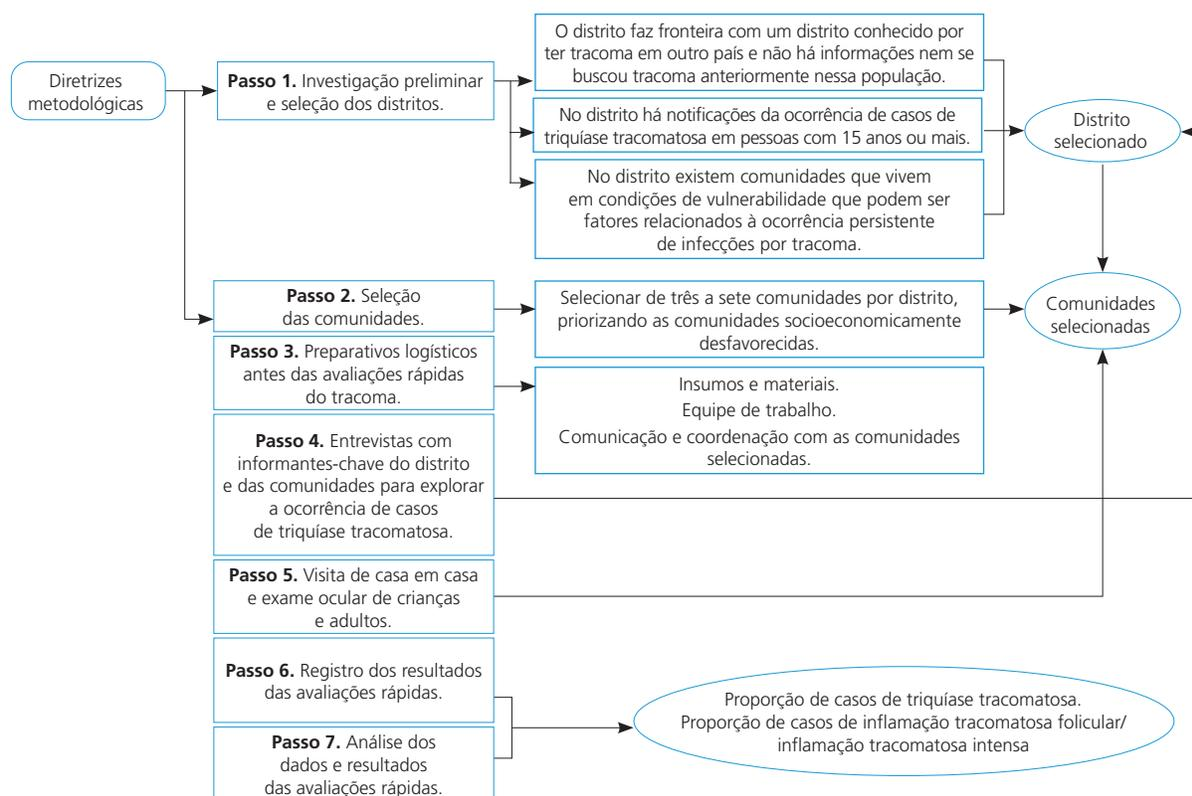 Diretrizes
metodológicas
Passo 1. Investigação preliminar
e seleção dos distritos.
O distrito faz fronteira com um distrito conhecido por
ter tracoma em outro país e não há informações nem se
buscou tracoma anteriormente nessa população.
No distrito há notificações da ocorrência de casos de
triquíase tracomatosa em pessoas com 15 anos ou mais.
No distrito existem comunidades que vivem
em condições de vulnerabilidade que podem ser
fatores relacionados à ocorrência persistente
de infecções por tracoma.
Distrito
selecionado
Passo 2. Seleção
das comunidades.
Selecionar de três a sete comunidades por distrito,
priorizando as comunidades socioeconomicamente
desfavorecidas.
Comunidades
selecionadas
Passo 3. Preparativos logísticos
antes das avaliações rápidas
do tracoma.
Insumos e materiais.
Equipe de trabalho.
Comunicação e coordenação com as comunidades
selecionadas.
Passo 4. Entrevistas com
informantes-chave do distrito
e das comunidades para explorar
a ocorrência de casos
de triquíase tracomatosa.
Passo 5. Visita de casa em casa
e exame ocular de crianças
e adultos.
Passo 6. Registro dos resultados
das avaliações rápidas.
Passo 7. Análise dos
dados e resultados
das avaliações rápidas.
Proporção de casos de triquíase tracomatosa.
Proporção de casos de inflamação tracomatosa folicular/
inflamação tracomatosa intensa